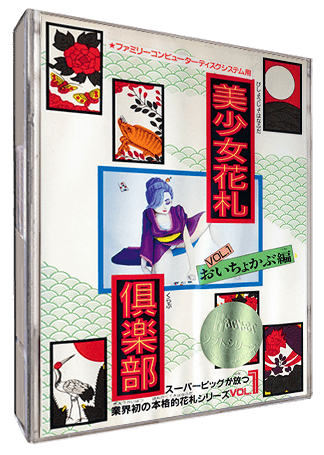 ★ファミリーコンピューターディスクシステム用
びしょうじょはなふだ
美少女花札
VOL.1
おいちょかぶ編
くらぶ
倶楽部
スーパーピッグが放つ
業界初の本格的花札シリーズVOL.1